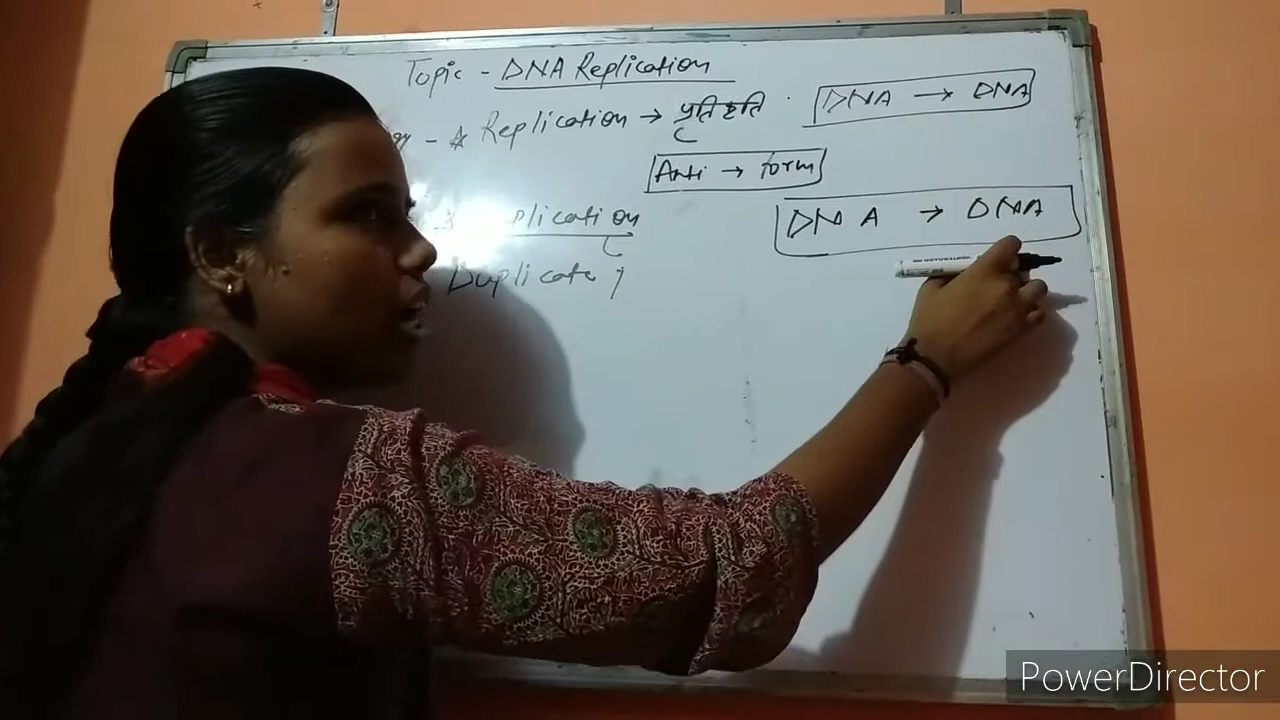 Topic - DNA Replication
- * Replication → प्रति DNA → DNA
Anti → form
plication DNA → DNA
Duplicate
PowerDirector